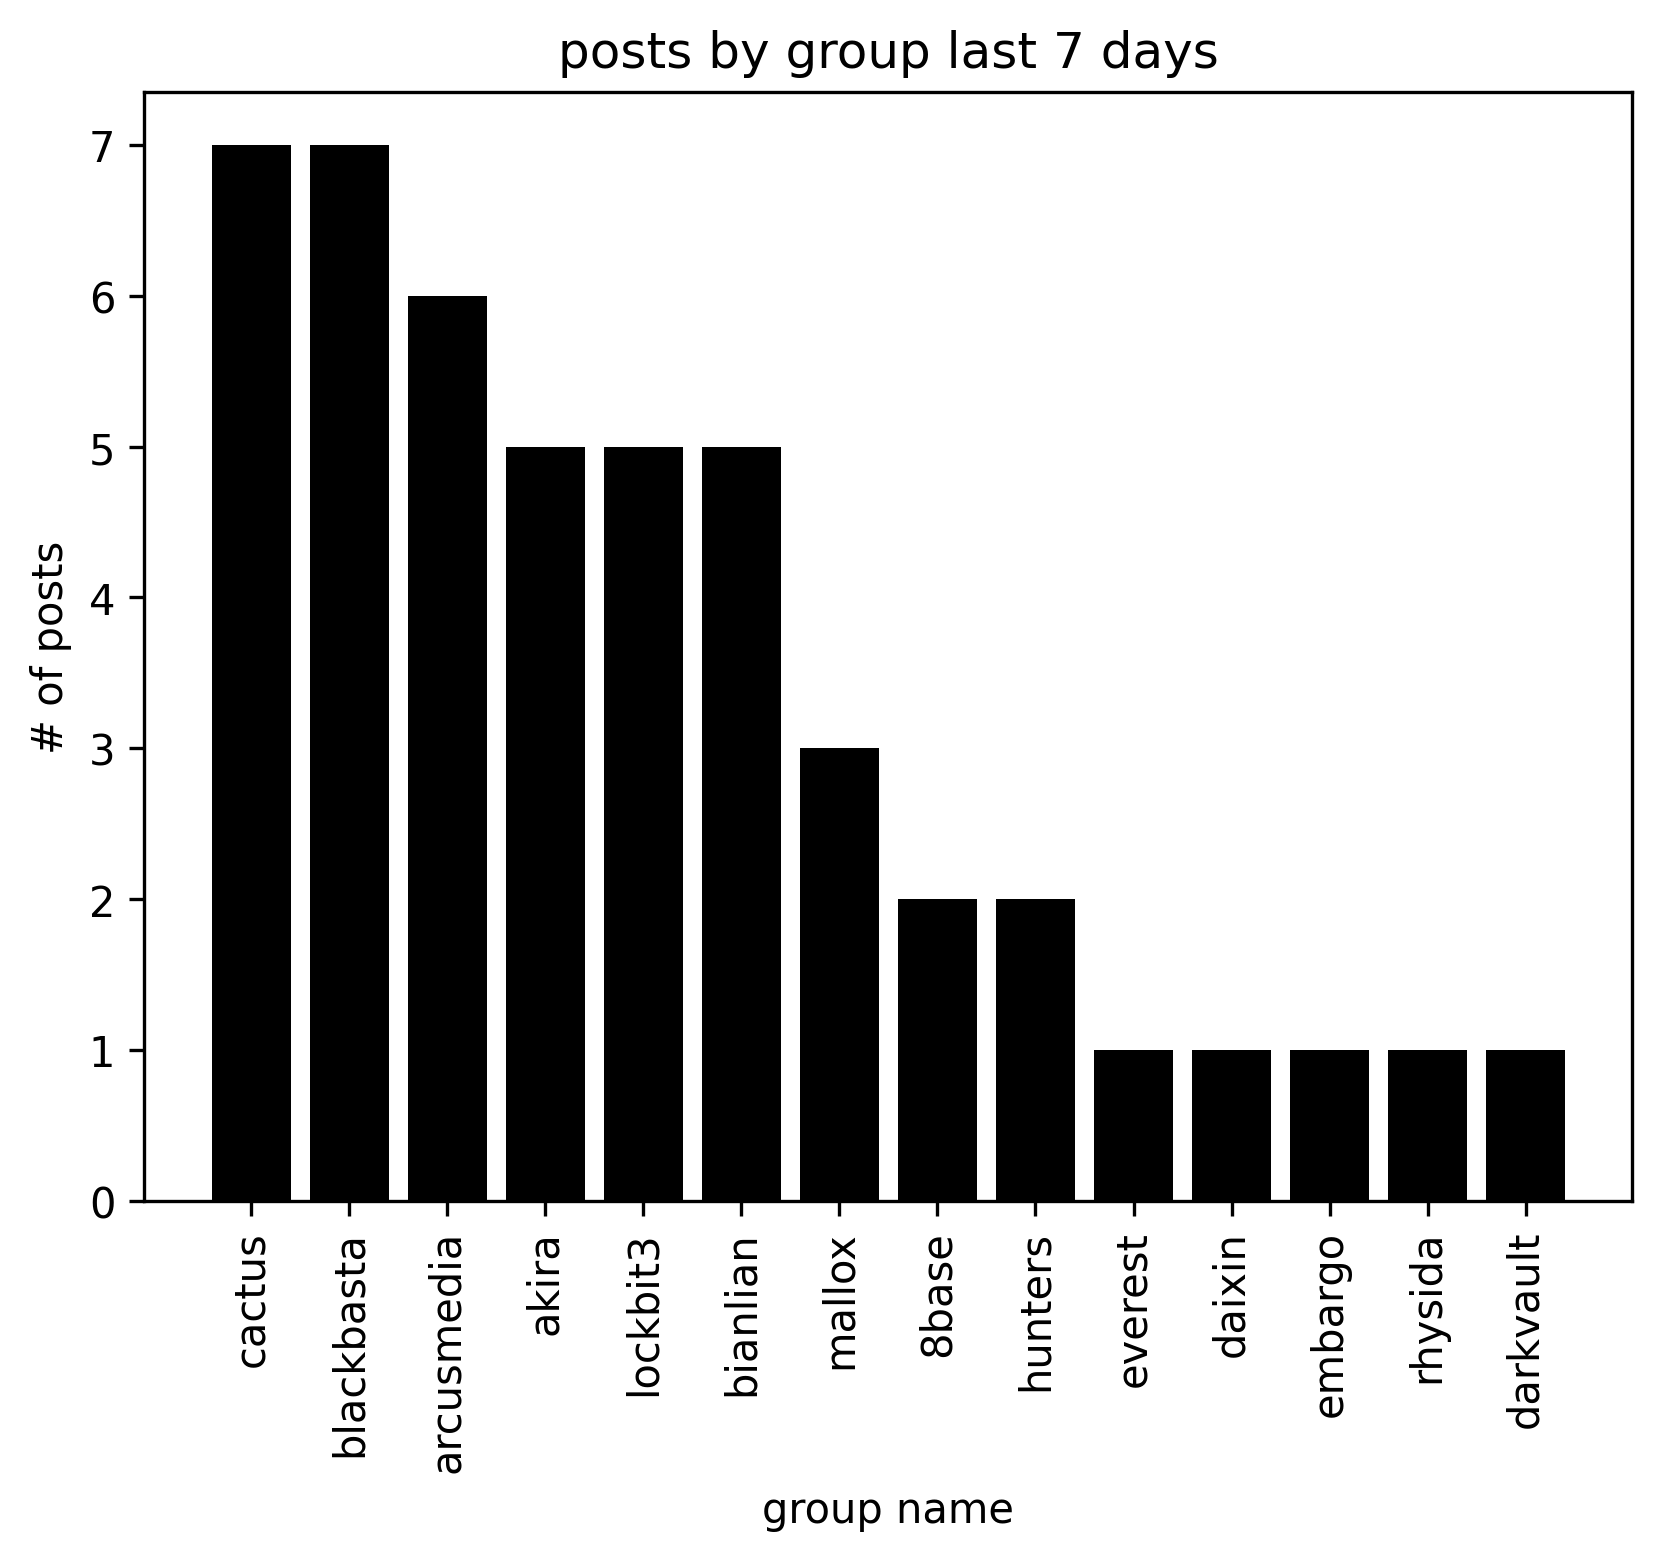 posts by group last 7 days
7
6
5
4
3
2
1
0
# of posts
cactus
blackbasta
arcusmedia
akira
lockbit3
bianlian
mallox
8base
hunters
everest
daixin
embargo
rhysida
darkvault
group name